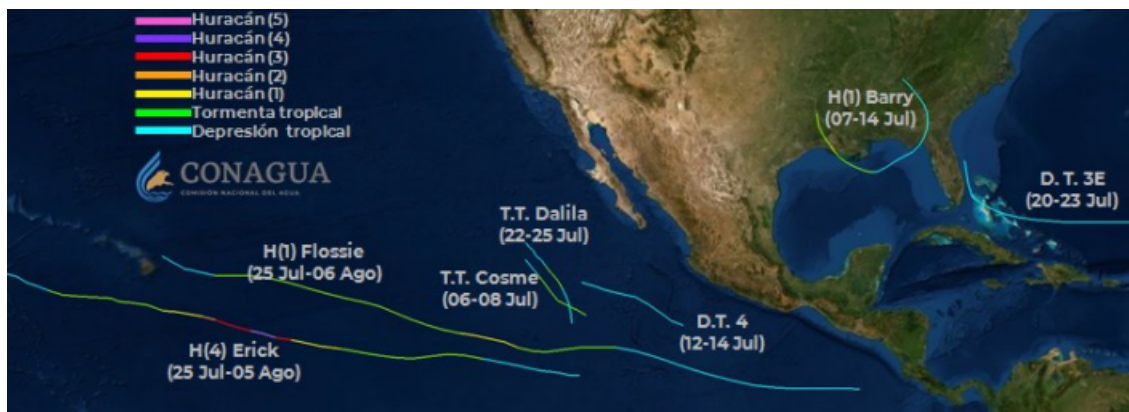 Huracán (5)
Huracán (4)
Huracán (3)
Huracán (2)
Huracán (1)
Tormenta tropical
Depresión tropical
CONAGUA
COMISIÓN NACIONAL DEL AGUA
H(1) Barry
(07-14 Jul)
D. T. 3E
(20-23 Jul)
T.T. Dalila
(22-25 Jul)
H(1) Flossie
(25 Jul-06 Ago)
T.T. Cosme
(06-08 Jul)
D.T. 4
(12-14 Jul)
H(4) Erick
(25 Jul-05 Ago)